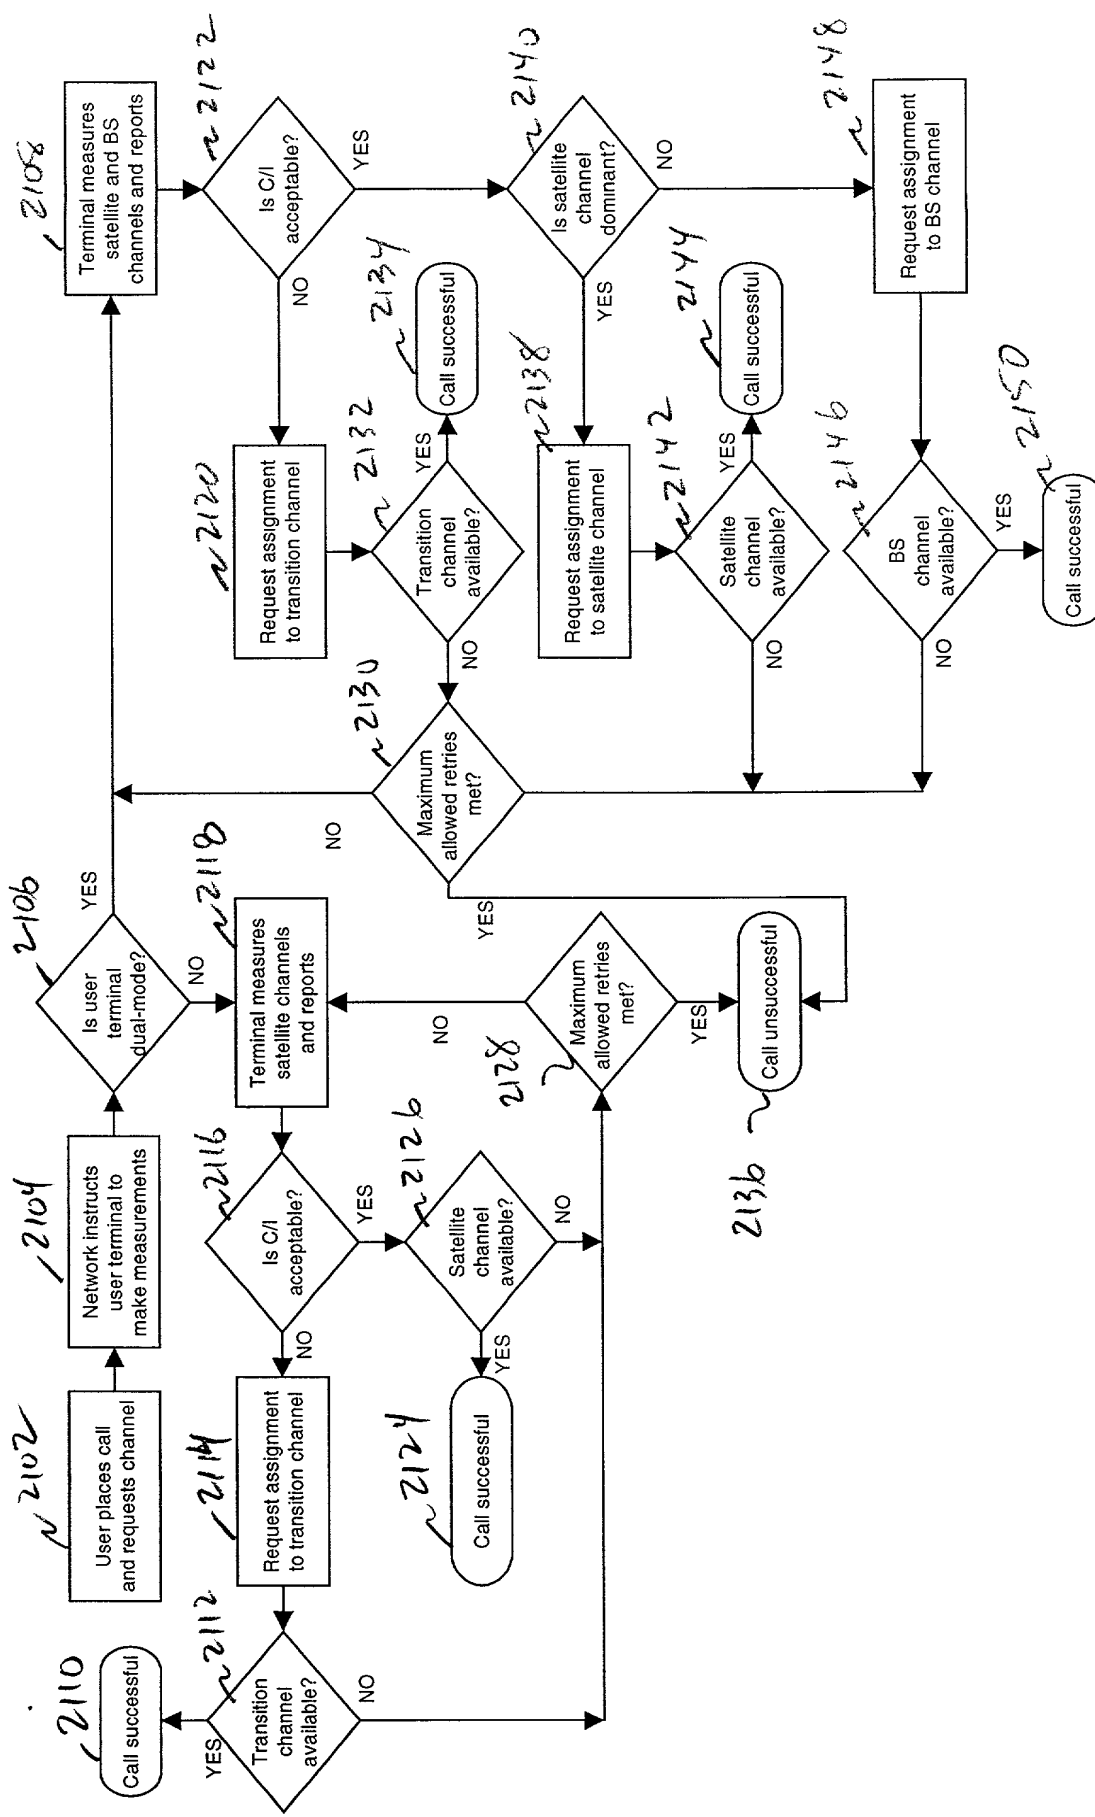 2102
User places call
and requests channel
2104
Network instructs
user terminal to
make measurements
2106
Is user
terminal
dual-mode?
YES
NO
2108
Terminal measures
satellite and BS
channels and reports
2110
Call successful
YES
2112
Transition
channel
available?
NO
2114
Request assignment
to transition channel
NO
2116
Is C/I
acceptable?
YES
2118
Terminal measures
satellite channels
and reports
2120
Request assignment
to transition channel
NO
2122
Is C/I
acceptable?
YES
2124
Call successful
YES
2126
Satellite
channel
available?
NO
2128
Maximum
allowed retries
met?
NO
YES
2130
Maximum
allowed retries
met?
NO
YES
NO
2132
Transition
channel
available?
YES
2134
Call successful
2136
Call unsuccessful
2138
Request assignment
to satellite channel
YES
2140
Is satellite
channel
dominant?
NO
NO
2142
Satellite
channel
available?
YES
2144
Call successful
NO
2146
BS
channel
available?
YES
2148
Request assignment
to BS channel
2150
Call successful